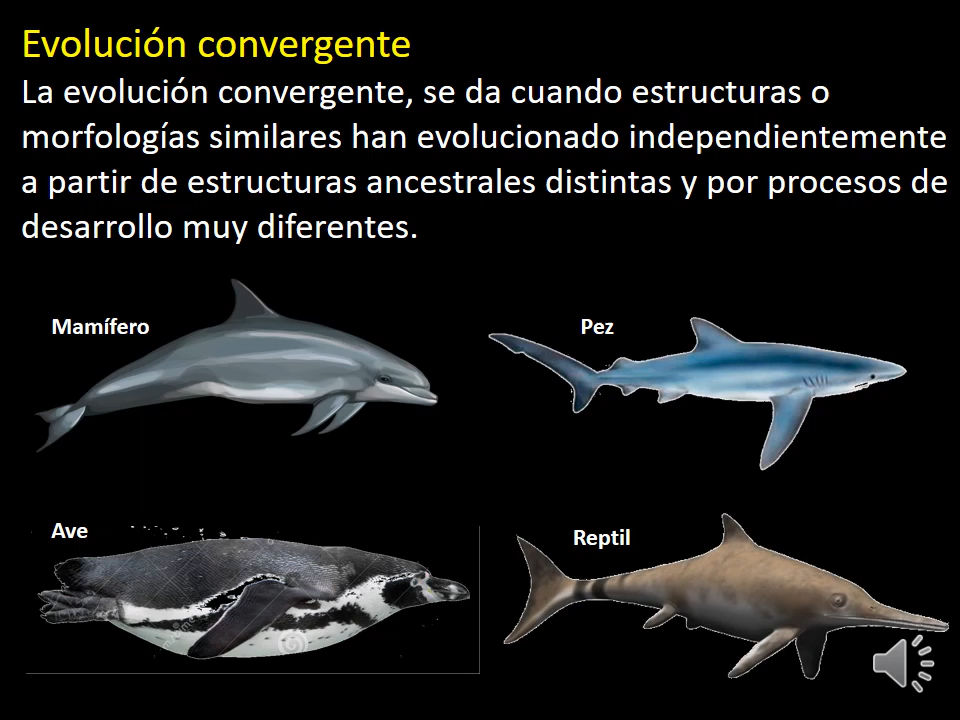 Evolución convergente
La evolución convergente, se da cuando estructuras o
morfologías similares han evolucionado independientemente
a partir de estructuras ancestrales distintas y por procesos de
desarrollo muy diferentes.
Mamífero
Pez
Ave
Reptil